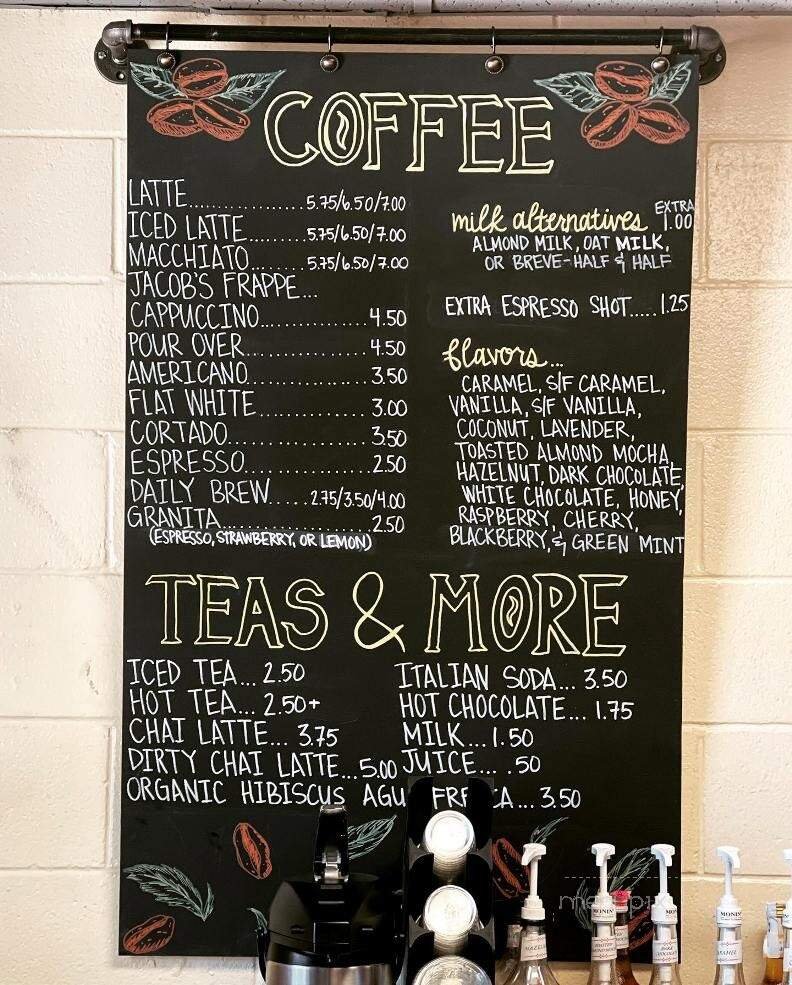 COFFEE
LATTE....................5.75/6.50/7.00
ICED LATTE...........5.75/6.50/7.00
MACCHIATO..........5.75/6.50/7.00
JACOB'S FRAPPE...
CAPPUCCINO................4.50
POUR OVER..................4.50
AMERICANO..................3.50
FLAT WHITE................3.00
CORTADO.....................3.50
ESPRESSO...................2.50
DAILY BREW.....2.75/3.50/4.00
GRANITA......................2.50
(ESPRESSO, STRAWBERRY, OR LEMON)
milk alternatives EXTRA 1.00
ALMOND MILK, OAT MILK,
OR BREVE-HALF & HALF
EXTRA ESPRESSO SHOT.....1.25
flavors...
CARAMEL, S/F CARAMEL,
VANILLA, S/F VANILLA,
COCONUT, LAVENDER,
TOASTED ALMOND MOCHA,
HAZELNUT, DARK CHOCOLATE,
WHITE CHOCOLATE, HONEY,
RASPBERRY, CHERRY,
BLACKBERRY, & GREEN MINT
TEAS & MORE
ICED TEA... 2.50
HOT TEA... 2.50+
CHAI LATTE... 3.75
DIRTY CHAI LATTE...5.00
ORGANIC HIBISCUS AGU FR CA...3.50
ITALIAN SODA... 3.50
HOT CHOCOLATE... 1.75
MILK...1.50
JUICE... .50
MONIN
MONIN
MONIN
MONIN